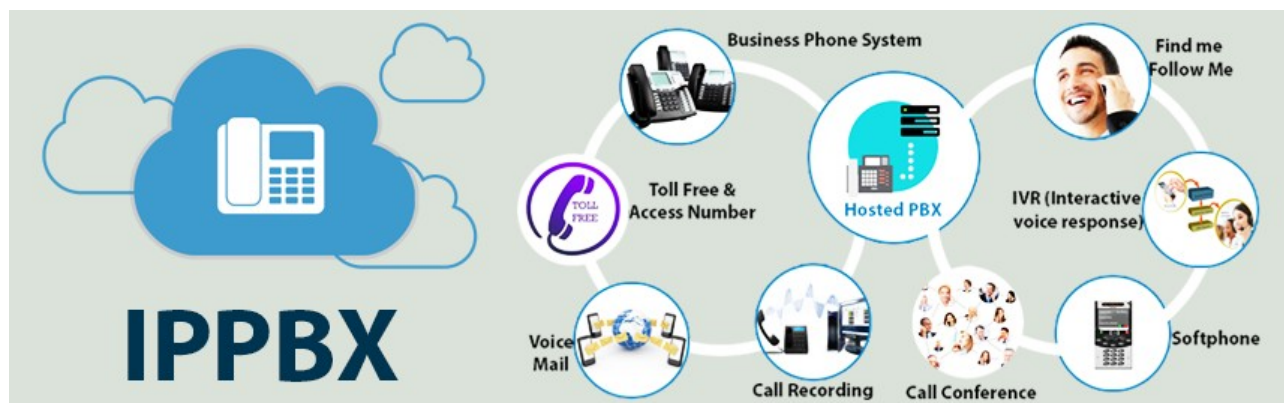 IPPBX
Business Phone System
Toll Free &
Access Number
TOLL
FREE
Voice
Mail
Call Recording
Hosted PBX
Find me
Follow Me
IVR (Interactive
voice response)
Softphone
Call Conference